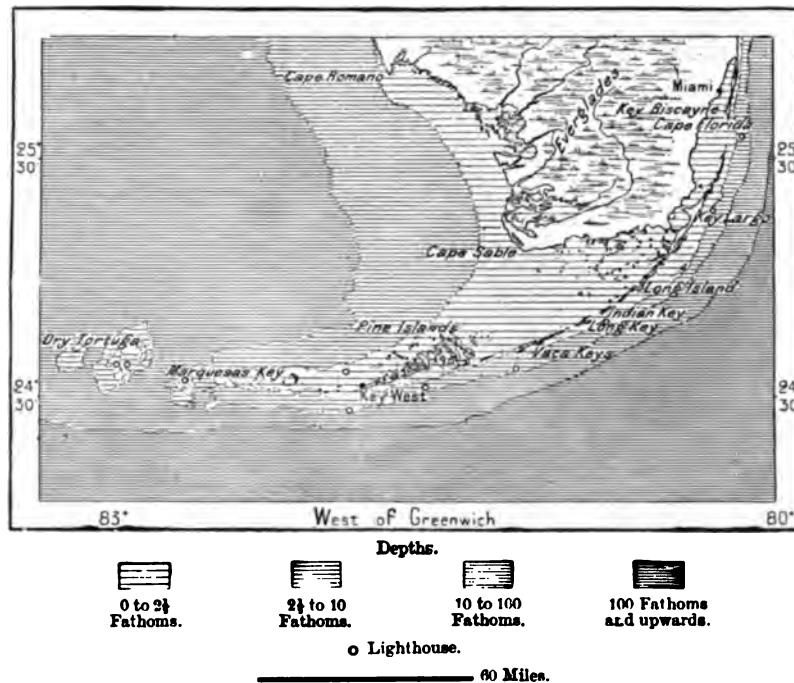 Cape Romano
Miami
Key Biscayne
Cape Florida
Everglades
25
30
25
30
Key Largo
Cape Sable
Long Island
Indian Key
Long Key
Pine Islands
Vaca Keys
Dry Tortuga
Marquesas Key
Key West
24
30
24
30
83°
West of Greenwich
80°
Depths.
0 to 2½
Fathoms.
2½ to 10
Fathoms.
10 to 100
Fathoms.
100 Fathoms
and upwards.
Lighthouse.
60 Miles.